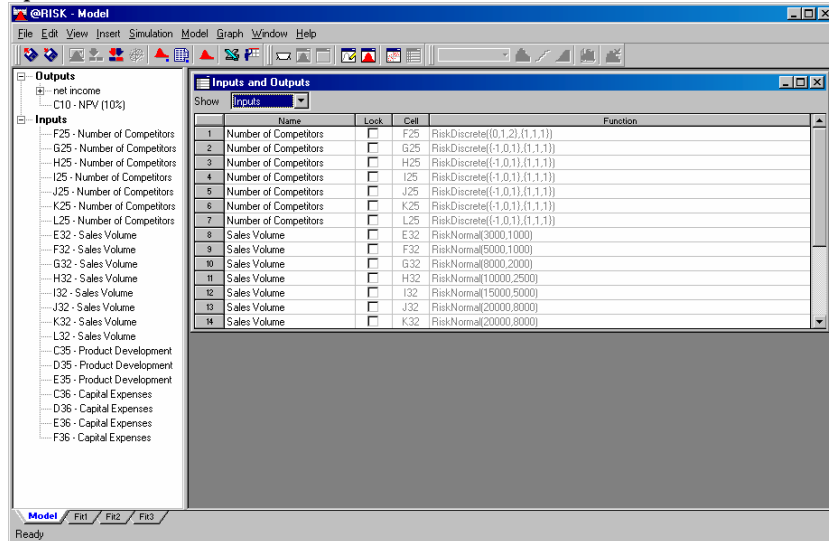 @RISK - Model
File Edit View Insert Simulation Model Graph Window Help
Outputs
net income
C10 - NPV (10%)
Inputs
F25 - Number of Competitors
G25 - Number of Competitors
H25 - Number of Competitors
I25 - Number of Competitors
J25 - Number of Competitors
K25 - Number of Competitors
L25 - Number of Competitors
E32 - Sales Volume
F32 - Sales Volume
G32 - Sales Volume
H32 - Sales Volume
I32 - Sales Volume
J32 - Sales Volume
K32 - Sales Volume
L32 - Sales Volume
C35 - Product Development
D35 - Product Development
E35 - Product Development
C36 - Capital Expenses
D36 - Capital Expenses
E36 - Capital Expenses
F36 - Capital Expenses
Inputs and Outputs
Show Inputs
Name Lock Cell Function
1 Number of Competitors F25 RiskDiscrete({0,1,2},{1,1,1})
2 Number of Competitors G25 RiskDiscrete({-1,0,1},{1,1,1})
3 Number of Competitors H25 RiskDiscrete({-1,0,1},{1,1,1})
4 Number of Competitors I25 RiskDiscrete({-1,0,1},{1,1,1})
5 Number of Competitors J25 RiskDiscrete({-1,0,1},{1,1,1})
6 Number of Competitors K25 RiskDiscrete({-1,0,1},{1,1,1})
7 Number of Competitors L25 RiskDiscrete({-1,0,1},{1,1,1})
8 Sales Volume E32 RiskNormal(3000,1000)
9 Sales Volume F32 RiskNormal(5000,1000)
10 Sales Volume G32 RiskNormal(8000,2000)
11 Sales Volume H32 RiskNormal(10000,2500)
12 Sales Volume I32 RiskNormal(15000,5000)
13 Sales Volume J32 RiskNormal(20000,8000)
14 Sales Volume K32 RiskNormal(20000,8000)
Model Fit1 Fit2 Fit3
Ready